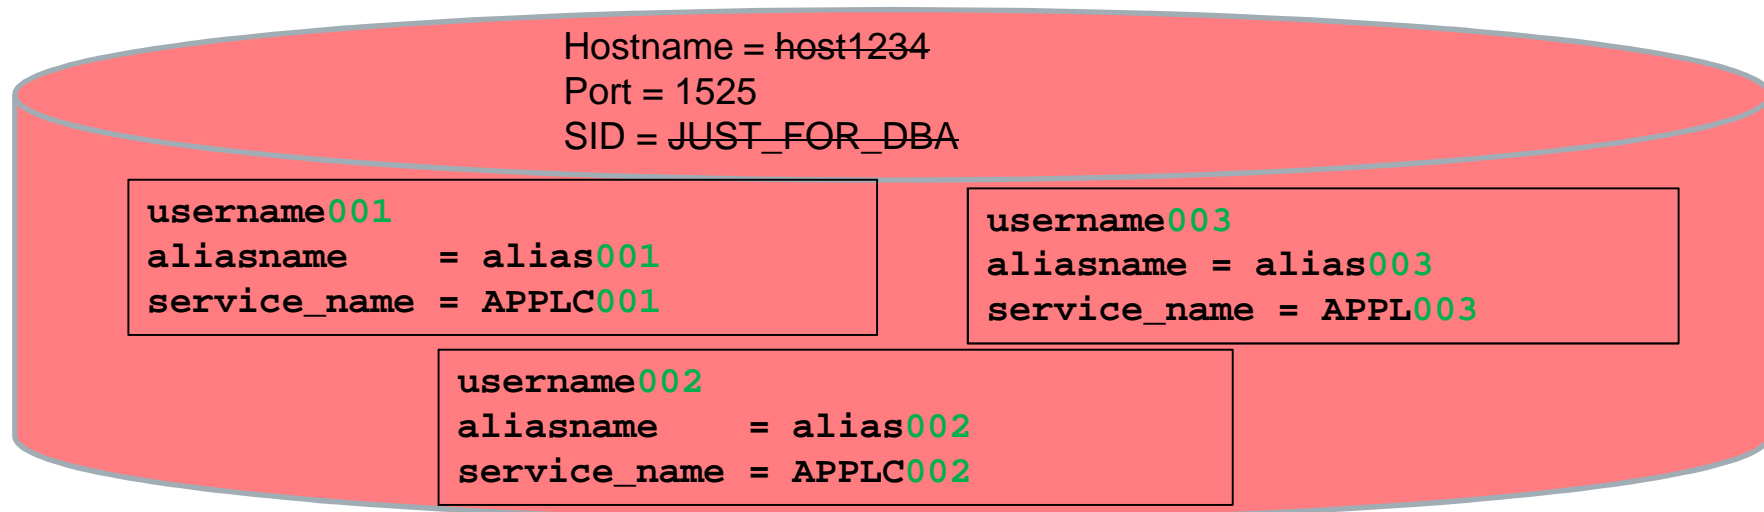 Hostname = host1234
Port = 1525
SID = JUST_FOR_DBA
username001
aliasname    = alias001
service_name = APPLC001
username003
aliasname = alias003
service_name = APPL003
username002
aliasname    = alias002
service_name = APPLC002